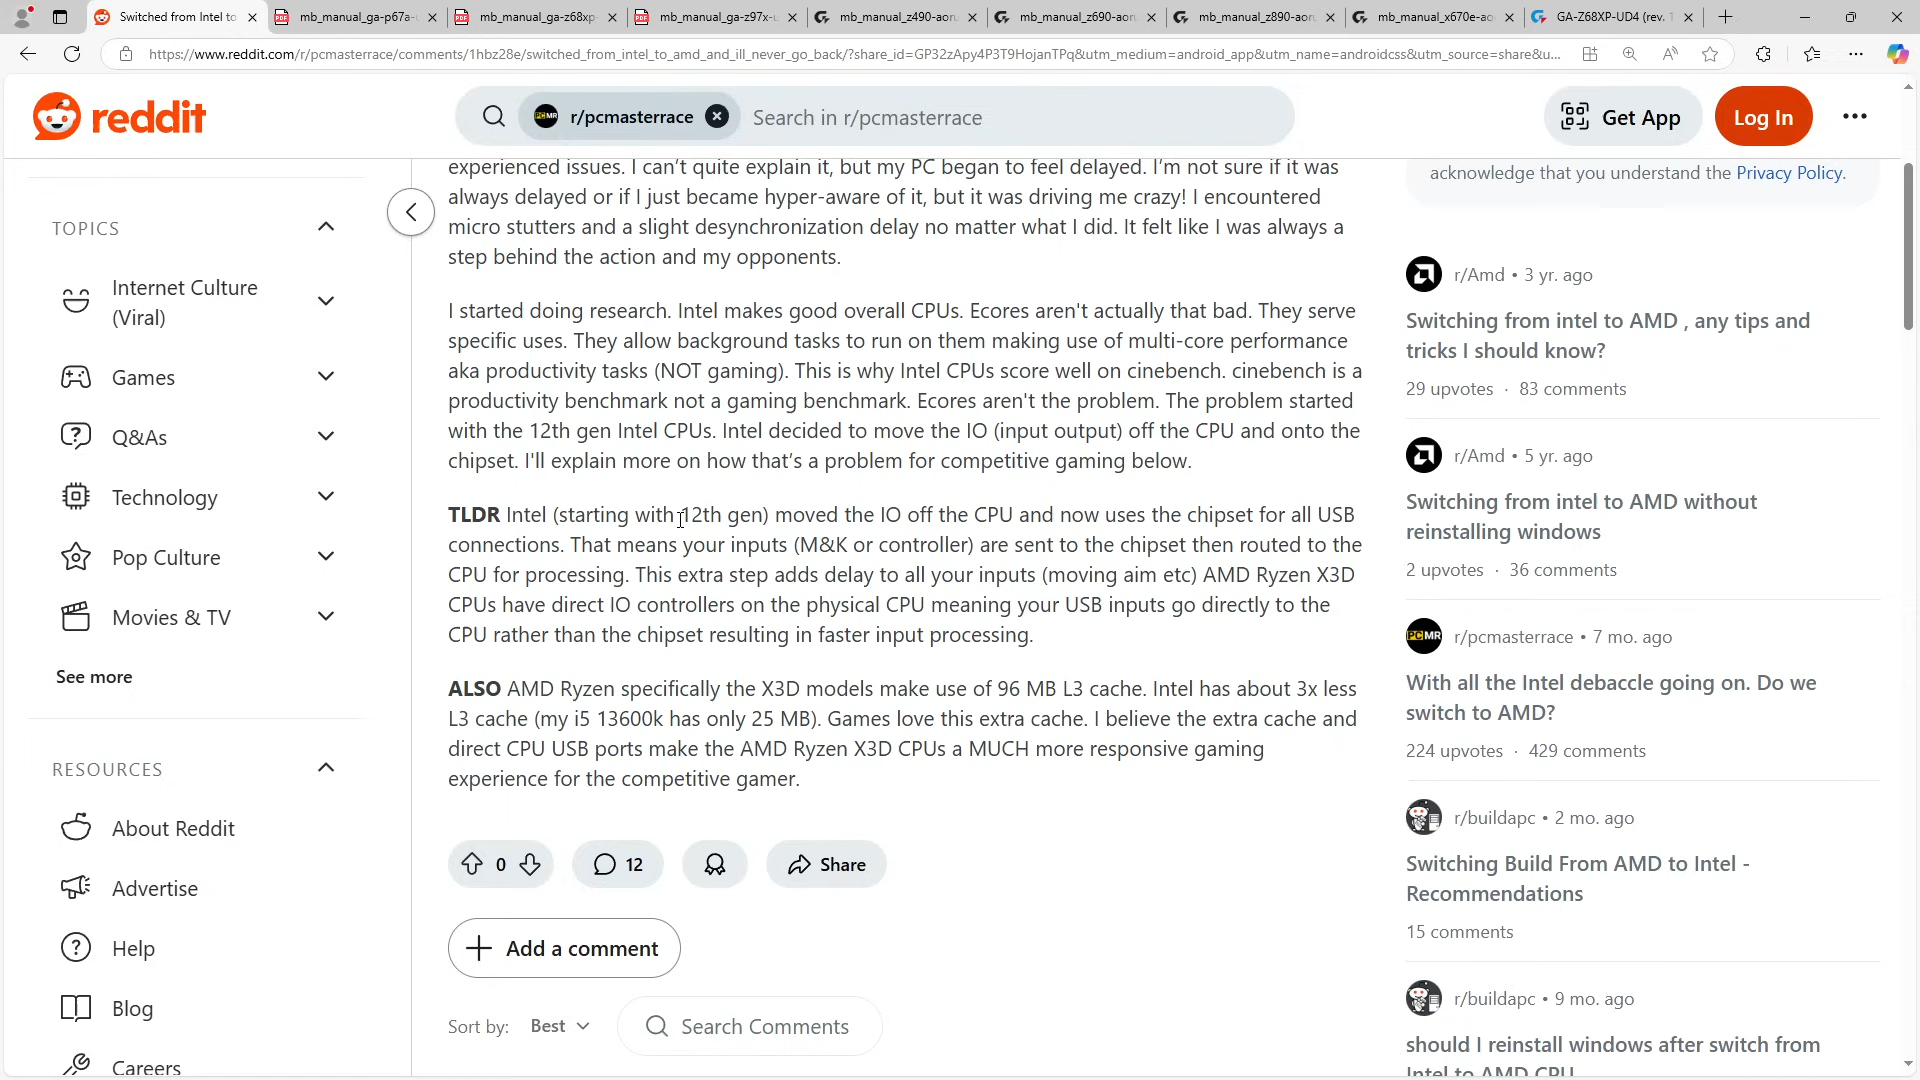 Switched from Intel to
mb_manual_ga-p67a-
mb_manual_ga-z68xp-
mb_manual_ga-z97x-u
mb_manual_z490-aoru
mb_manual_z690-aoru
mb_manual_z890-aoru
mb_manual_x670e-ao
GA-Z68XP-UD4 (rev. 1
https://www.reddit.com/r/pcmasterrace/comments/1hbz28e/switched_from_intel_to_amd_and_ill_never_go_back/?share_id=GP32zApy4P3T9HojanTPq&utm_medium=android_app&utm_name=androidcss&utm_source=share&u...
reddit
PCMR r/pcmasterrace Search in r/pcmasterrace
Get App
Log In
TOPICS
Internet Culture
(Viral)
Games
Q&As
Technology
Pop Culture
Movies & TV
See more
RESOURCES
About Reddit
Advertise
Help
Blog
Careers
experienced issues. I can't quite explain it, but my PC began to feel delayed. I'm not sure if it was
always delayed or if I just became hyper-aware of it, but it was driving me crazy! I encountered
micro stutters and a slight desynchronization delay no matter what I did. It felt like I was always a
step behind the action and my opponents.
I started doing research. Intel makes good overall CPUs. Ecores aren't actually that bad. They serve
specific uses. They allow background tasks to run on them making use of multi-core performance
aka productivity tasks (NOT gaming). This is why Intel CPUs score well on cinebench. cinebench is a
productivity benchmark not a gaming benchmark. Ecores aren't the problem. The problem started
with the 12th gen Intel CPUs. Intel decided to move the IO (input output) off the CPU and onto the
chipset. I'll explain more on how that's a problem for competitive gaming below.
TLDR Intel (starting with 12th gen) moved the IO off the CPU and now uses the chipset for all USB
connections. That means your inputs (M&K or controller) are sent to the chipset then routed to the
CPU for processing. This extra step adds delay to all your inputs (moving aim etc) AMD Ryzen X3D
CPUs have direct IO controllers on the physical CPU meaning your USB inputs go directly to the
CPU rather than the chipset resulting in faster input processing.
ALSO AMD Ryzen specifically the X3D models make use of 96 MB L3 cache. Intel has about 3x less
L3 cache (my i5 13600k has only 25 MB). Games love this extra cache. I believe the extra cache and
direct CPU USB ports make the AMD Ryzen X3D CPUs a MUCH more responsive gaming
experience for the competitive gamer.
0
12
Share
Add a comment
Sort by: Best
Search Comments
acknowledge that you understand the Privacy Policy.
r/Amd • 3 yr. ago
Switching from intel to AMD , any tips and
tricks I should know?
29 upvotes · 83 comments
r/Amd • 5 yr. ago
Switching from intel to AMD without
reinstalling windows
2 upvotes · 36 comments
PCMR r/pcmasterrace • 7 mo. ago
With all the Intel debaccle going on. Do we
switch to AMD?
224 upvotes · 429 comments
r/buildapc • 2 mo. ago
Switching Build From AMD to Intel -
Recommendations
15 comments
r/buildapc • 9 mo. ago
should I reinstall windows after switch from
Intel to AMD CPU